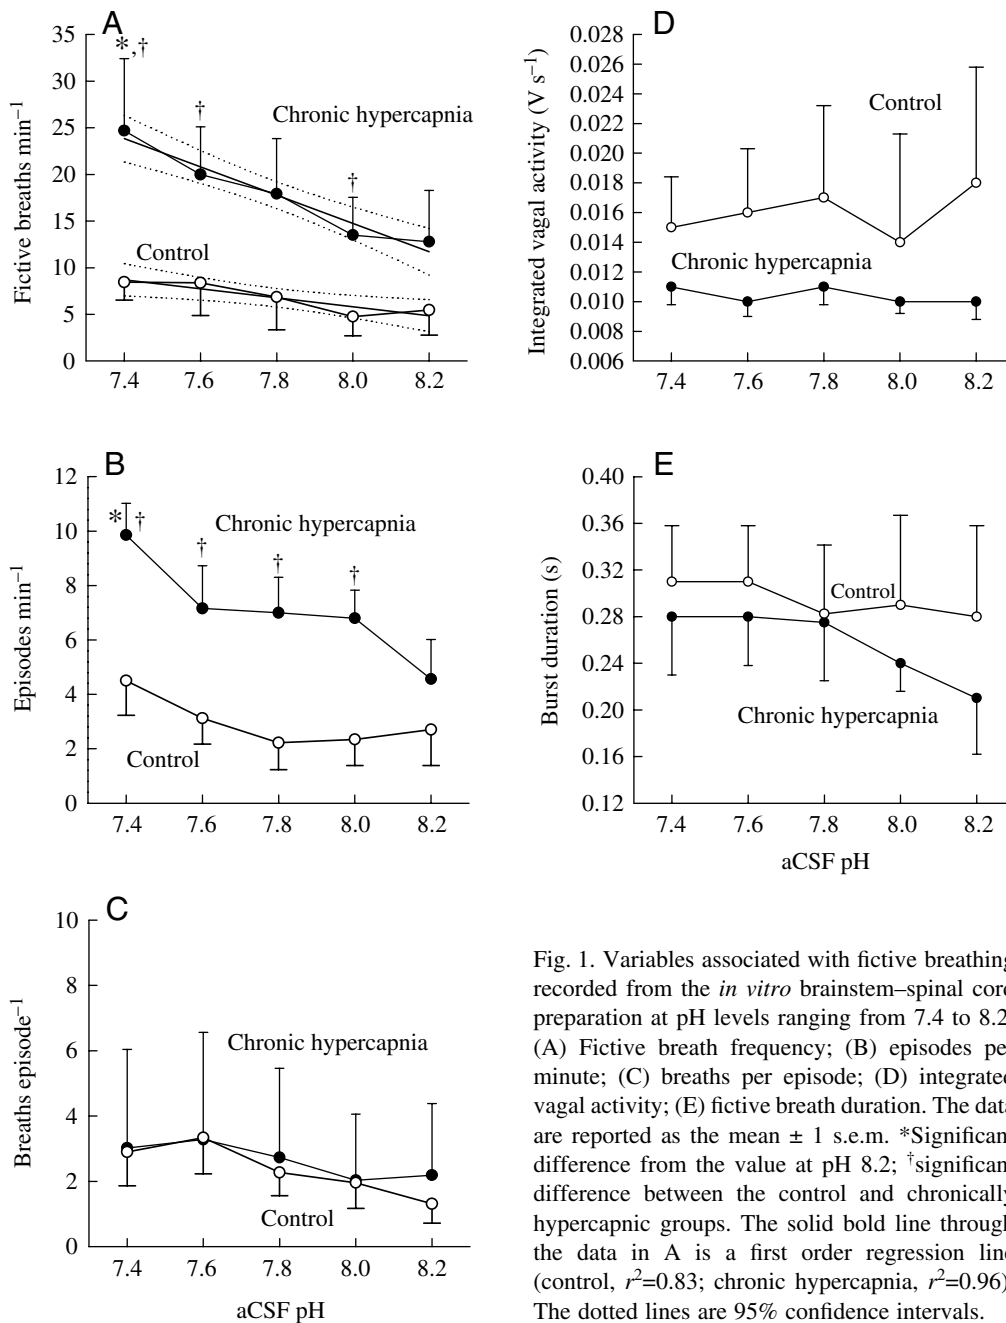 A
35
30
25
20
15
10
5
0
Fictive breaths min⁻¹
*,†
†
†
Chronic hypercapnia
Control
7.4 7.6 7.8 8.0 8.2
B
12
10
8
6
4
2
0
Episodes min⁻¹
* †
†
†
†
Chronic hypercapnia
Control
7.4 7.6 7.8 8.0 8.2
C
10
8
6
4
2
0
Breaths episode⁻¹
Chronic hypercapnia
Control
7.4 7.6 7.8 8.0 8.2
aCSF pH
D
0.028
0.026
0.024
0.022
0.020
0.018
0.016
0.014
0.012
0.010
0.008
0.006
Integrated vagal activity (V s⁻¹)
Control
Chronic hypercapnia
7.4 7.6 7.8 8.0 8.2
E
0.40
0.36
0.32
0.28
0.24
0.20
0.16
0.12
Burst duration (s)
Control
Chronic hypercapnia
7.4 7.6 7.8 8.0 8.2
aCSF pH
Fig. 1. Variables associated with fictive breathing
recorded from the in vitro brainstem–spinal cord
preparation at pH levels ranging from 7.4 to 8.2
(A) Fictive breath frequency; (B) episodes per
minute; (C) breaths per episode; (D) integrated
vagal activity; (E) fictive breath duration. The data
are reported as the mean ± 1 s.e.m. *Significan
difference from the value at pH 8.2; †significan
difference between the control and chronically
hypercapnic groups. The solid bold line through
the data in A is a first order regression line
(control, r²=0.83; chronic hypercapnia, r²=0.96)
The dotted lines are 95% confidence intervals.